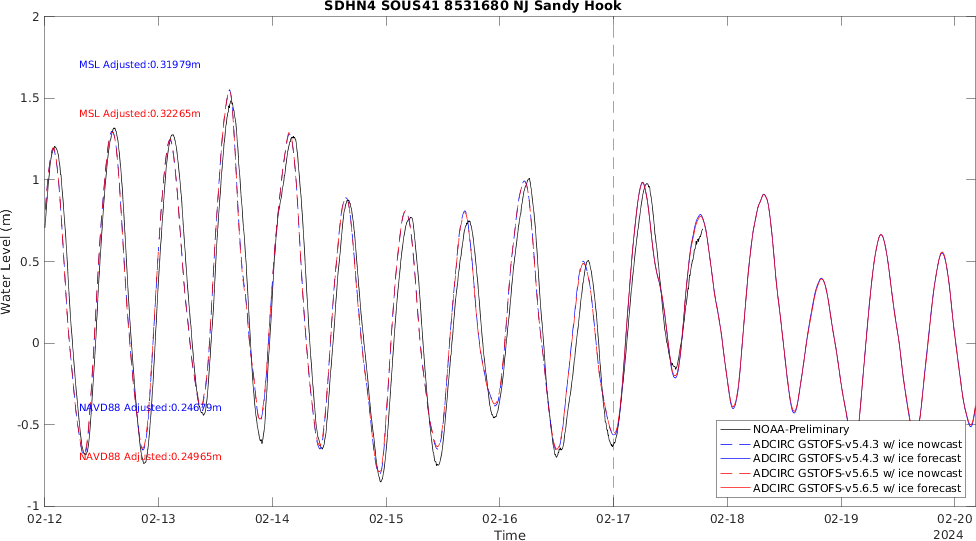 SDHN4 SOUS41 8531680 NJ Sandy Hook
2
1.5
1
0.5
0
-0.5
-1
Water Level (m)
MSL Adjusted:0.31979m
MSL Adjusted:0.32265m
NAVD88 Adjusted:0.24679m
NAVD88 Adjusted:0.24965m
NOAA-Preliminary
ADCIRC GSTOFS-v5.4.3 w/ ice nowcast
ADCIRC GSTOFS-v5.4.3 w/ ice forecast
ADCIRC GSTOFS-v5.6.5 w/ ice nowcast
ADCIRC GSTOFS-v5.6.5 w/ ice forecast
02-12 02-13 02-14 02-15 02-16 02-17 02-18 02-19 02-20
Time
2024